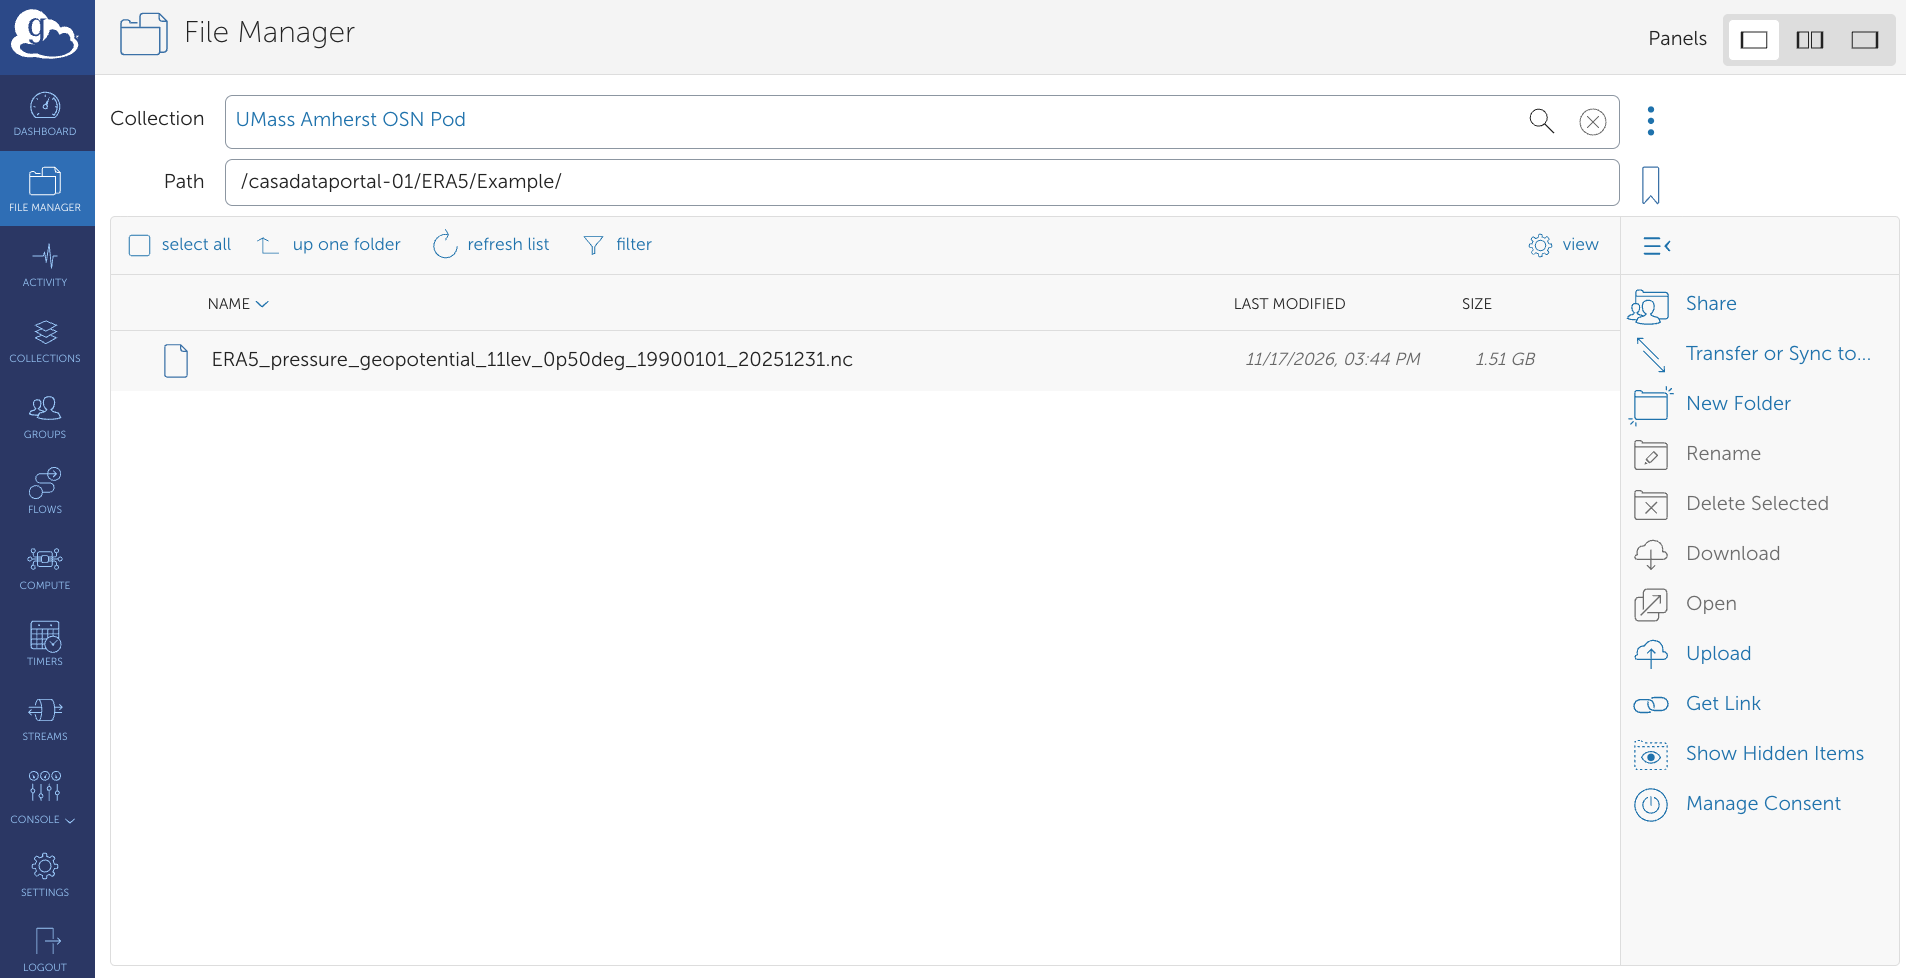 g
File Manager
Panels
DASHBOARD
FILE MANAGER
ACTIVITY
COLLECTIONS
GROUPS
FLOWS
COMPUTE
TIMERS
STREAMS
CONSOLE
SETTINGS
LOGOUT
Collection UMass Amherst OSN Pod
Path /casadataportal-01/ERA5/Example/
select all up one folder refresh list filter view
NAME LAST MODIFIED SIZE
ERA5_pressure_geopotential_11lev_0p50deg_19900101_20251231.nc 11/17/2026, 03:44 PM 1.51 GB
Share
Transfer or Sync to...
New Folder
Rename
Delete Selected
Download
Open
Upload
Get Link
Show Hidden Items
Manage Consent